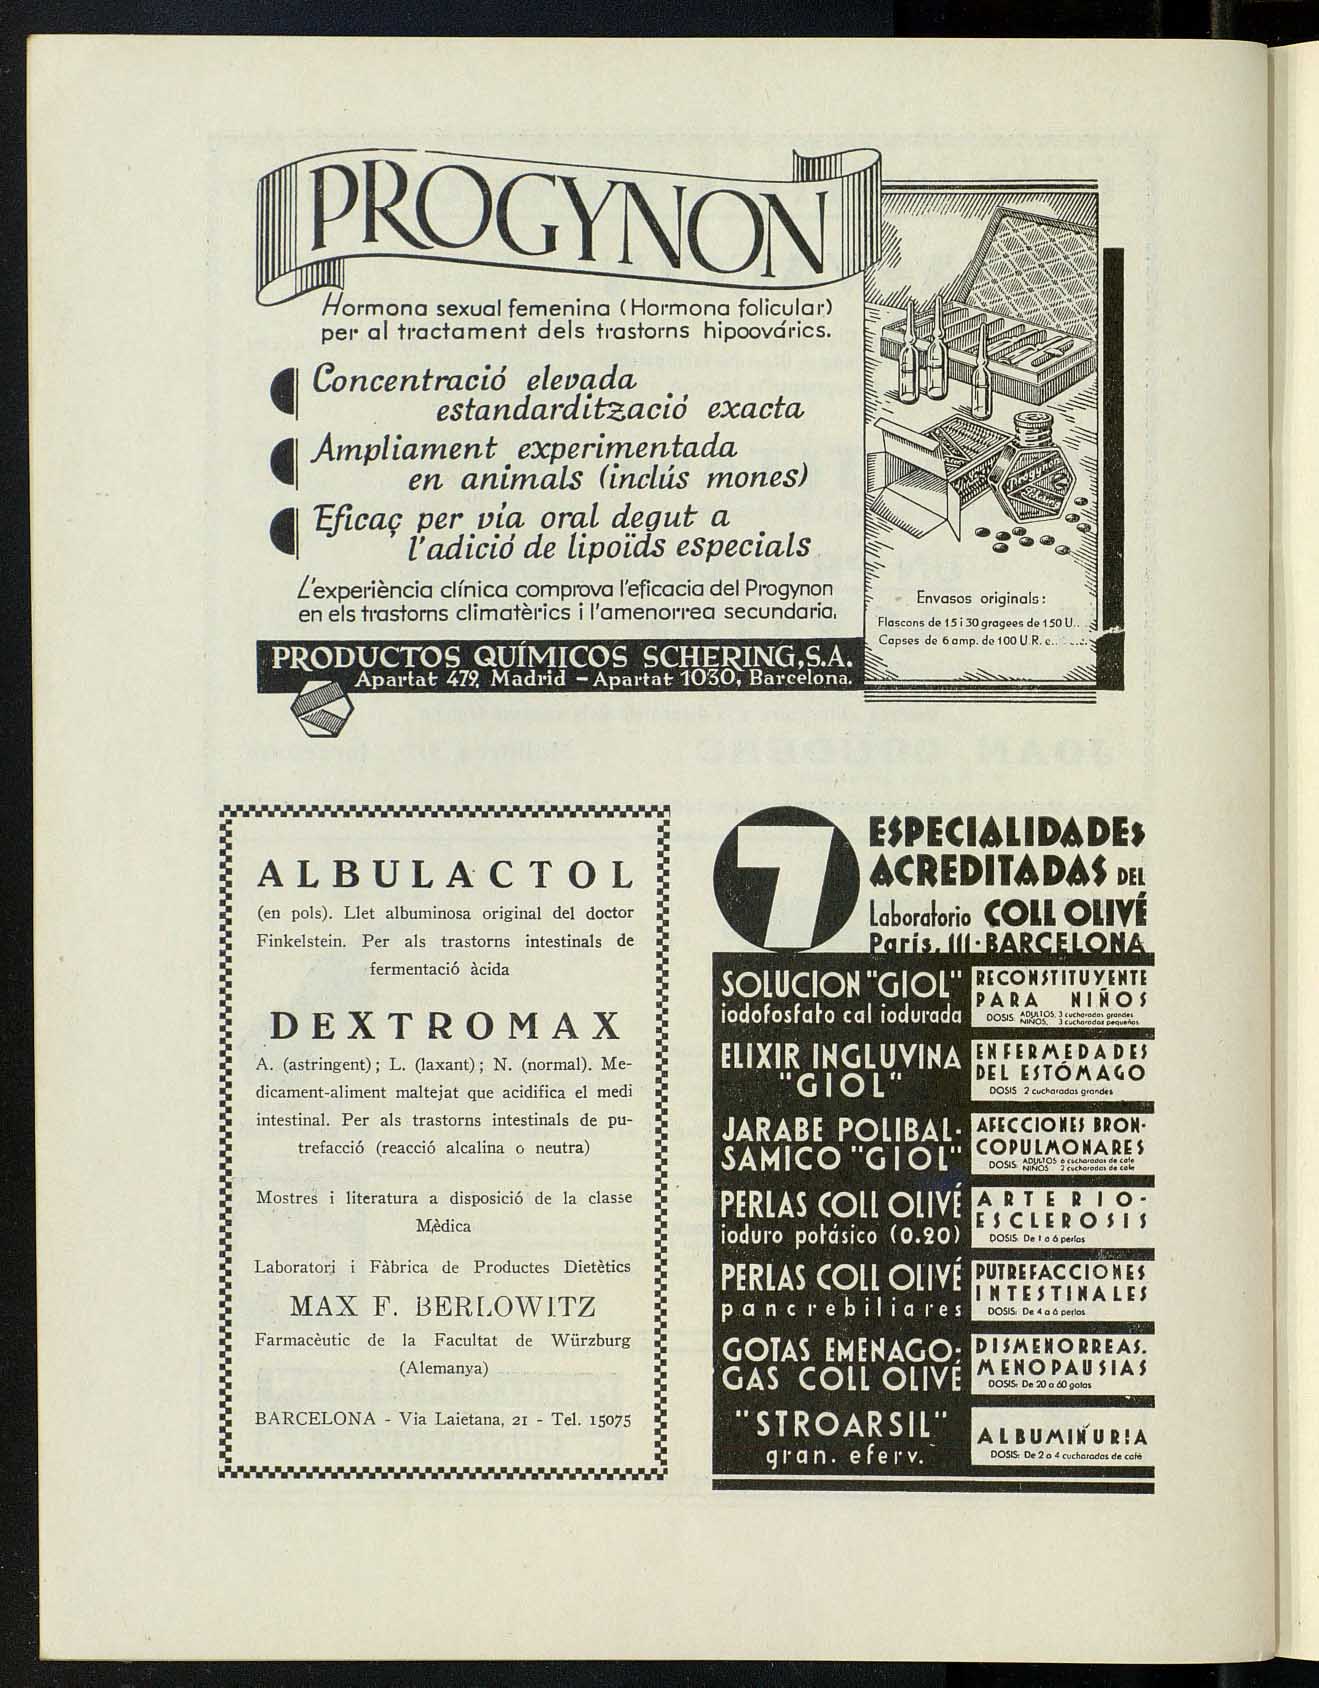 PROGYNON
Hormona sexual femenina (Hormona folicular)
per al tractament dels trastorns hipoovárics.
Concentració elevada
estandardització exacta
Ampliament experimentada
en animals (inclús mones)
Eficaç per vía oral degut a
l'adició de lipoïds especials
L'experiència clínica comprova l'eficacia del Progynon
en els trastorns climatèrics i l'amenorrea secundaria.
PRODUCTOS QUÍMICOS SCHERING, S.A.
Apartat 479, Madrid - Apartat 1030, Barcelona.
Progynon
Envasos originals:
Flascons de 15 i 30 gragees de 150 U..
Capses de 6 amp. de 100 U.R. c..
ALBULACTOL
(en pols). Llet albuminosa original del doctor
Finkelstein. Per als trastorns intestinals de
fermentació àcida
DEXTROMAX
A. (astringent); L. (laxant); N. (normal). Me-
dicament-aliment maltejat que acidifica el medi
intestinal. Per als trastorns intestinals de pu-
trefacció (reacció alcalina o neutra)
Mostres i literatura a disposició de la classe
Mèdica
Laboratori i Fàbrica de Productes Dietètics
MAX F. BERLOWITZ
Farmacèutic de la Facultat de Würzburg
(Alemanya)
BARCELONA - Via Laietana, 21 - Tel. 15075
7 ESPECIALIDADES
ACREDITADAS DEL
Laboratorio COLL OLIVÉ
París, 111 · BARCELONA
SOLUCION "GIOL"
iodofosfato cal iodurada
RECONSTITUYENTE
PARA NIÑOS
DOSIS: ADULTOS, 3 cucharadas grandes
NIÑOS, 3 cucharadas pequeñas
ELIXIR INGLUVINA
"GIOL"
ENFERMEDADES
DEL ESTÓMAGO
DOSIS 2 cucharadas grandes
JARABE POLIBAL-
SAMICO "GIOL"
AFECCIONES BRON-
COPULMONARES
DOSIS: ADULTOS 6 cucharadas de café
NIÑOS 2 cucharadas de café
PERLAS COLL OLIVÉ
ioduro potásico (0.20)
ARTERIO-
ESCLEROSIS
DOSIS: De 1 a 6 perlas
PERLAS COLL OLIVÉ
pancrebiliares
PUTREFACCIONES
INTESTINALES
DOSIS: De 4 a 6 perlas
GOTAS EMENAGO-
GAS COLL OLIVÉ
DISMENORREAS.
MENOPAUSIAS
DOSIS: De 20 a 60 gotas
"STROARSIL"
gran. eferv.
ALBUMINURIA
DOSIS: De 2 a 4 cucharadas de café